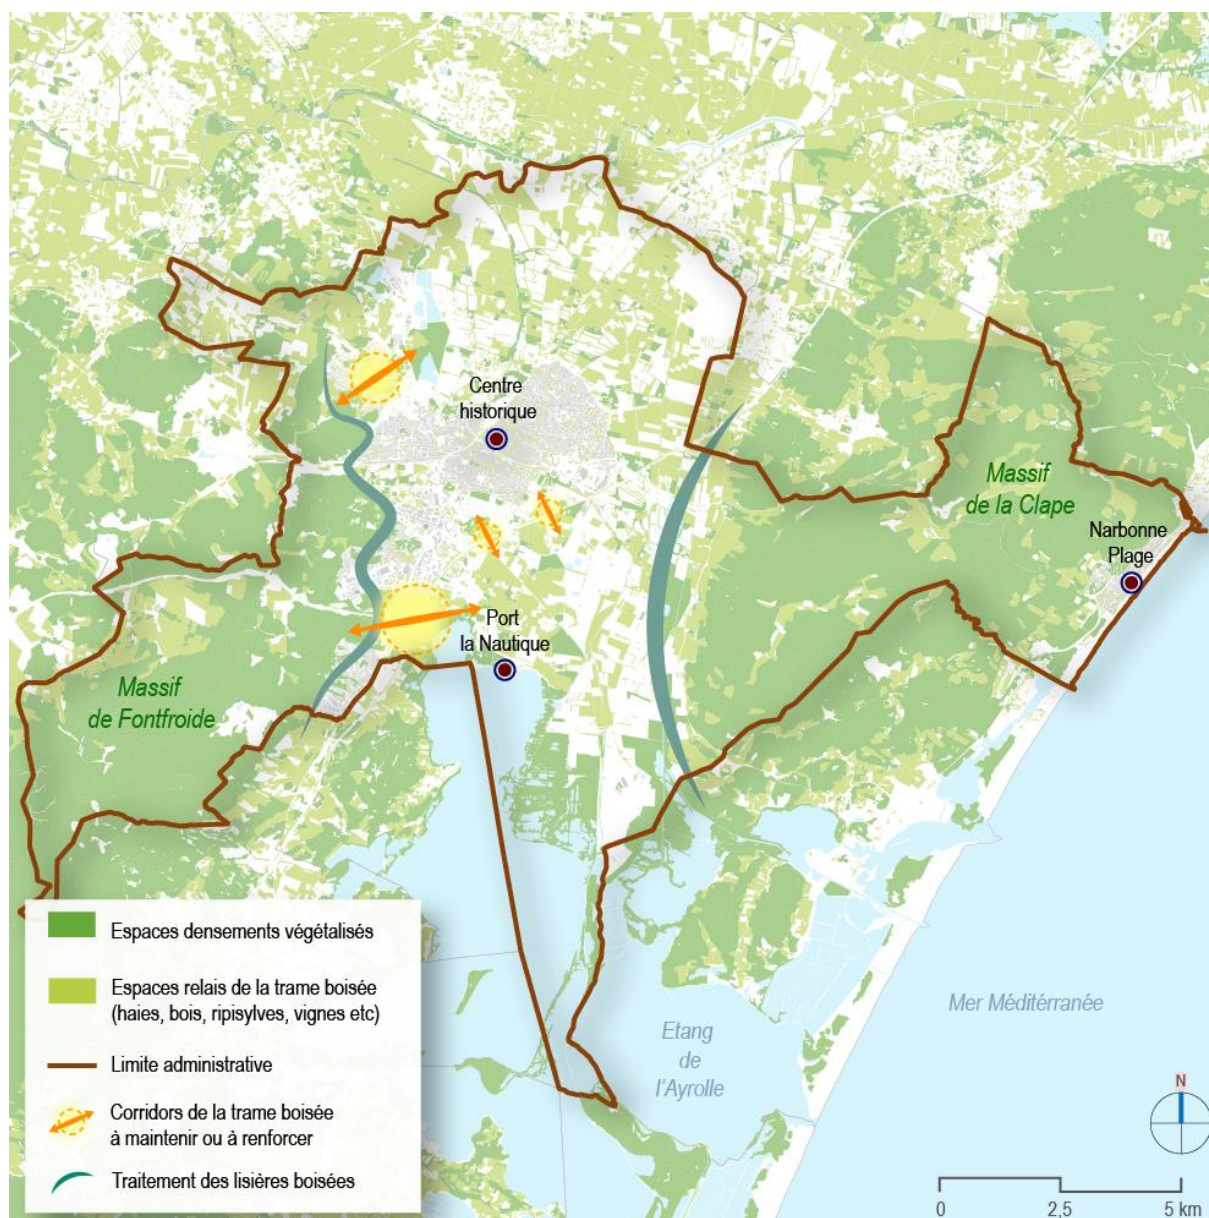 Centre
historique
Massif
de la Clape
Narbonne
Plage
Port
la Nautique
Massif
de Fontfroide
Espaces densements végétalisés
Espaces relais de la trame boisée
(haies, bois, ripisylves, vignes etc)
Limite administrative
Corridors de la trame boisée
à maintenir ou à renforcer
Traitement des lisières boisées
Etang
de
l'Ayrolle
Mer Méditérranée
N
0 2,5 5 km